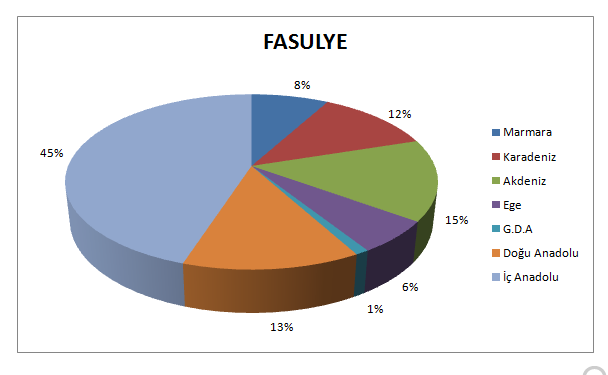 FASULYE
8%
12%
45%
15%
6%
1%
13%
Marmara
Karadeniz
Akdeniz
Ege
G.D.A
Doğu Anadolu
İç Anadolu